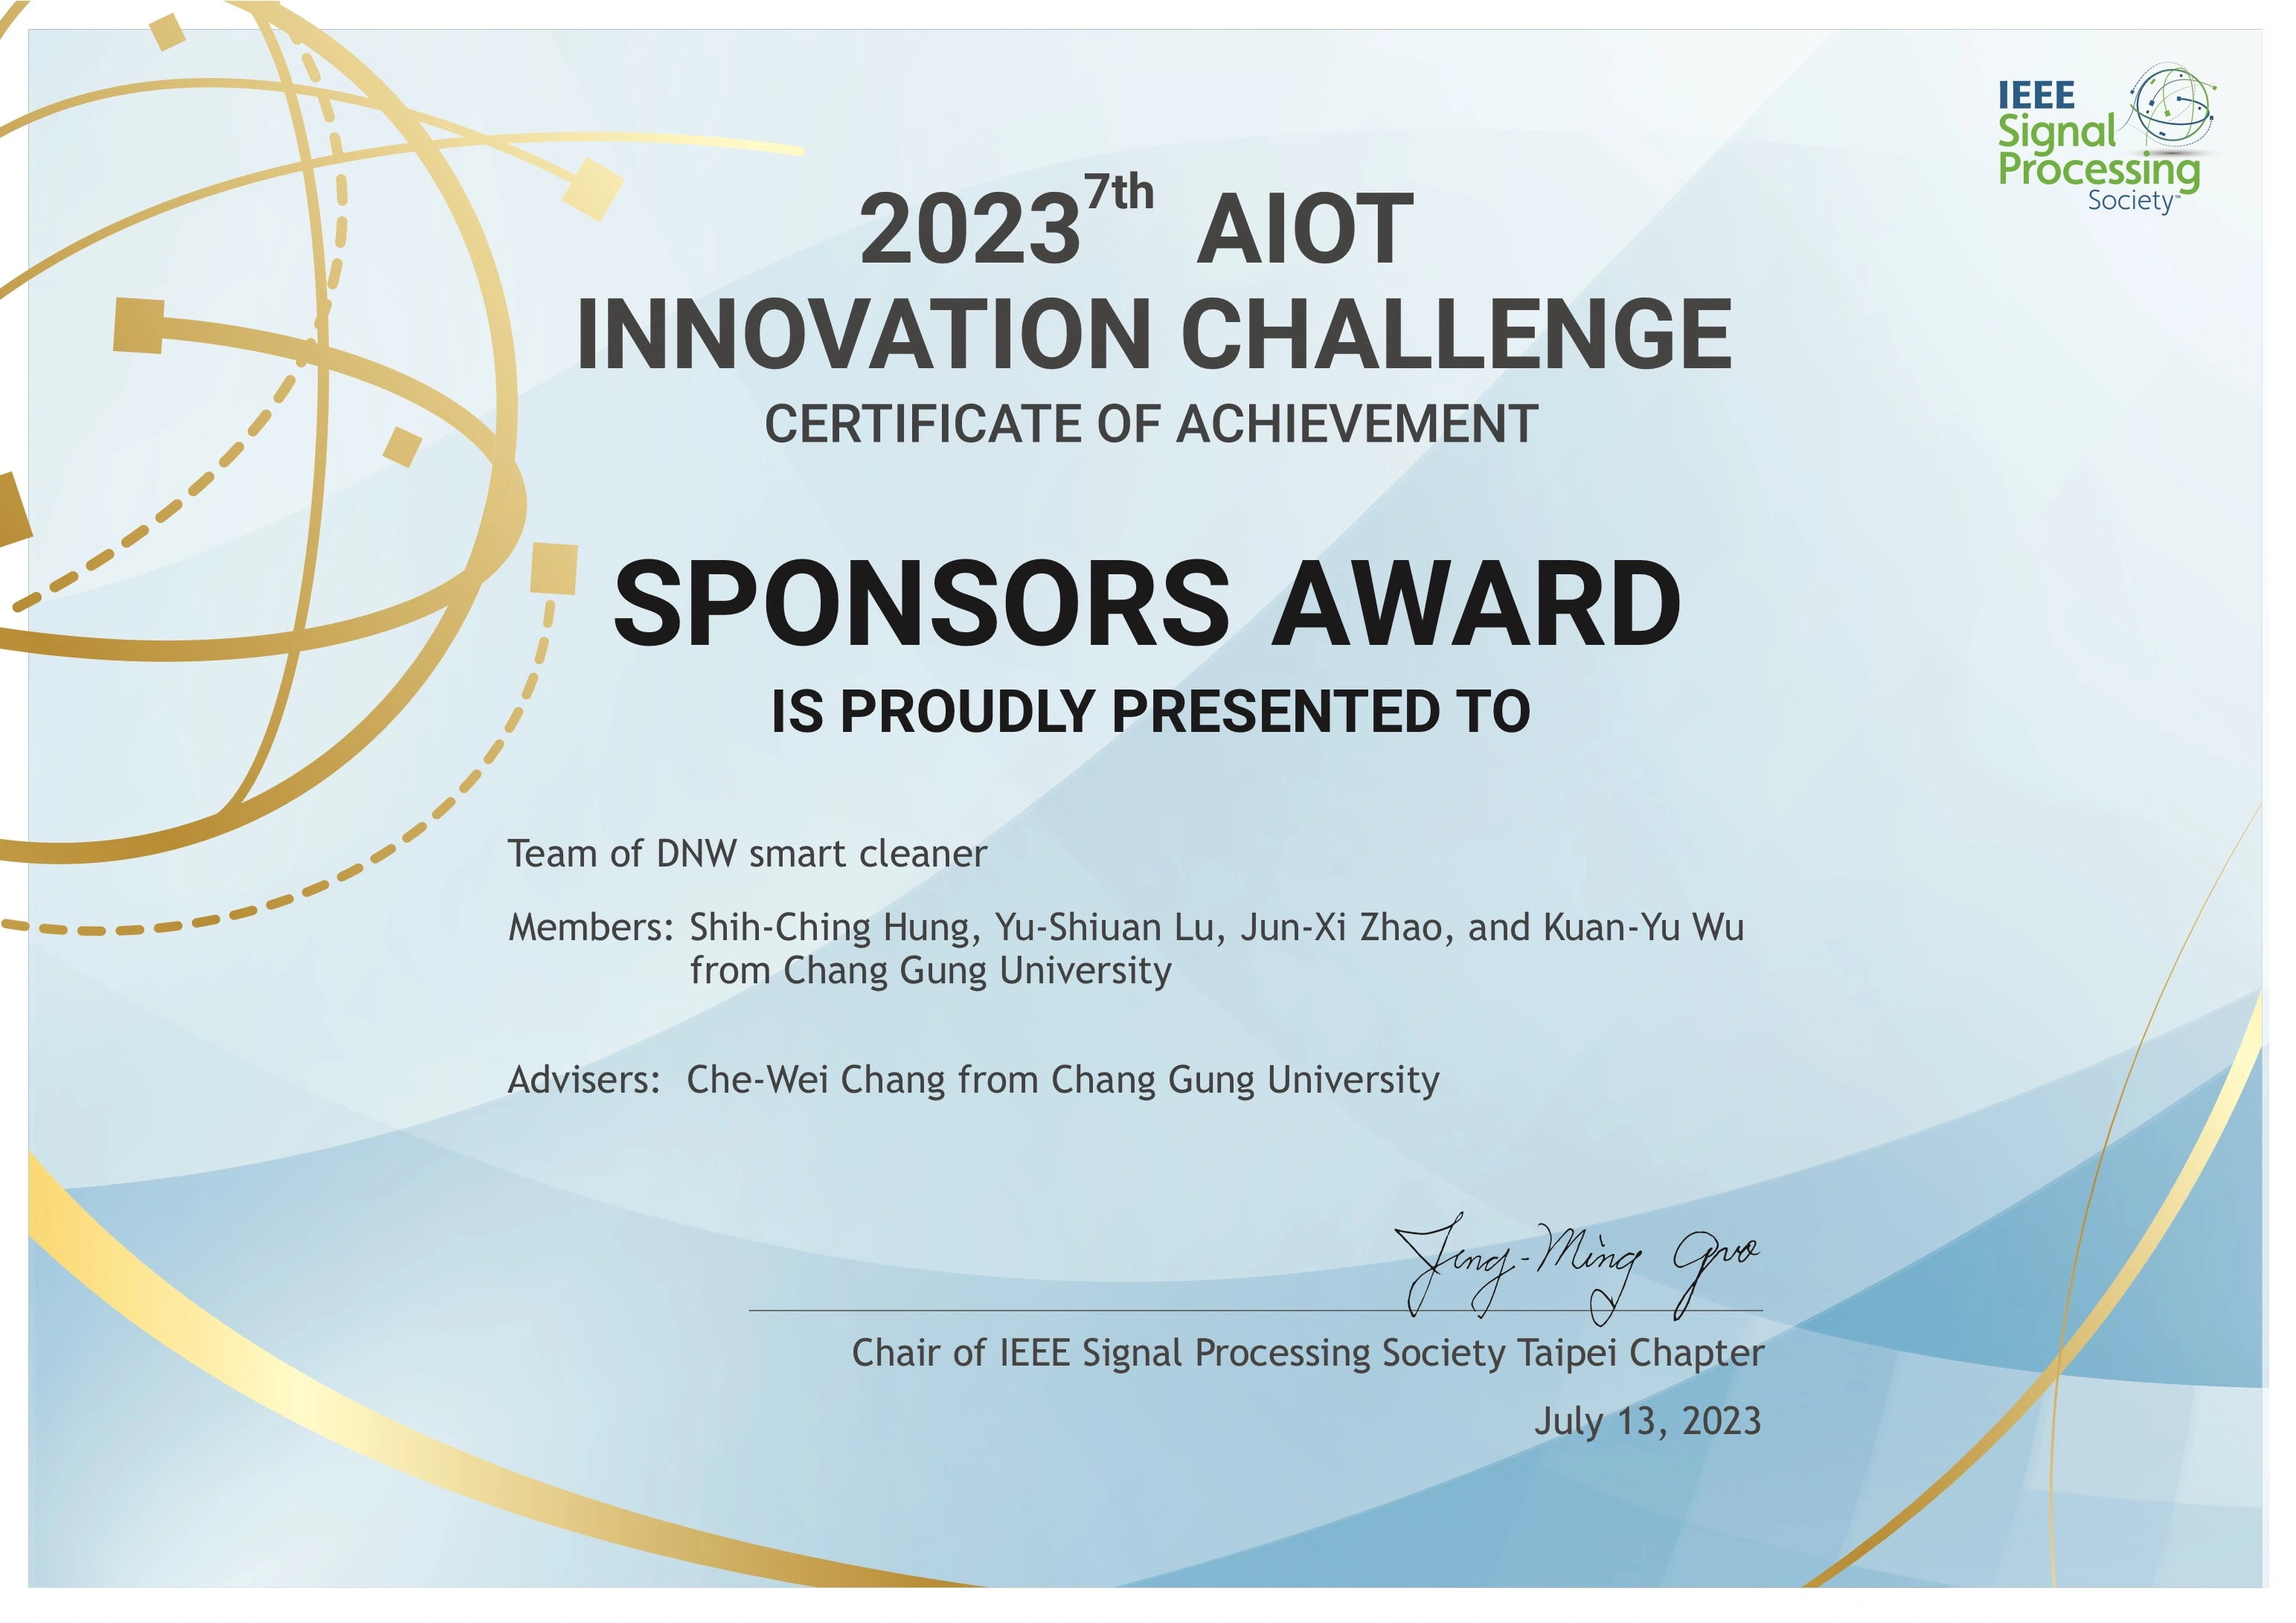 IEEE
Signal
Processing
Society™
2023 7th AIOT
INNOVATION CHALLENGE
CERTIFICATE OF ACHIEVEMENT
SPONSORS AWARD
IS PROUDLY PRESENTED TO
Team of DNW smart cleaner
Members: Shih-Ching Hung, Yu-Shiuan Lu, Jun-Xi Zhao, and Kuan-Yu Wu
from Chang Gung University
Advisers: Che-Wei Chang from Chang Gung University
Jing-Ming Guo
Chair of IEEE Signal Processing Society Taipei Chapter
July 13, 2023